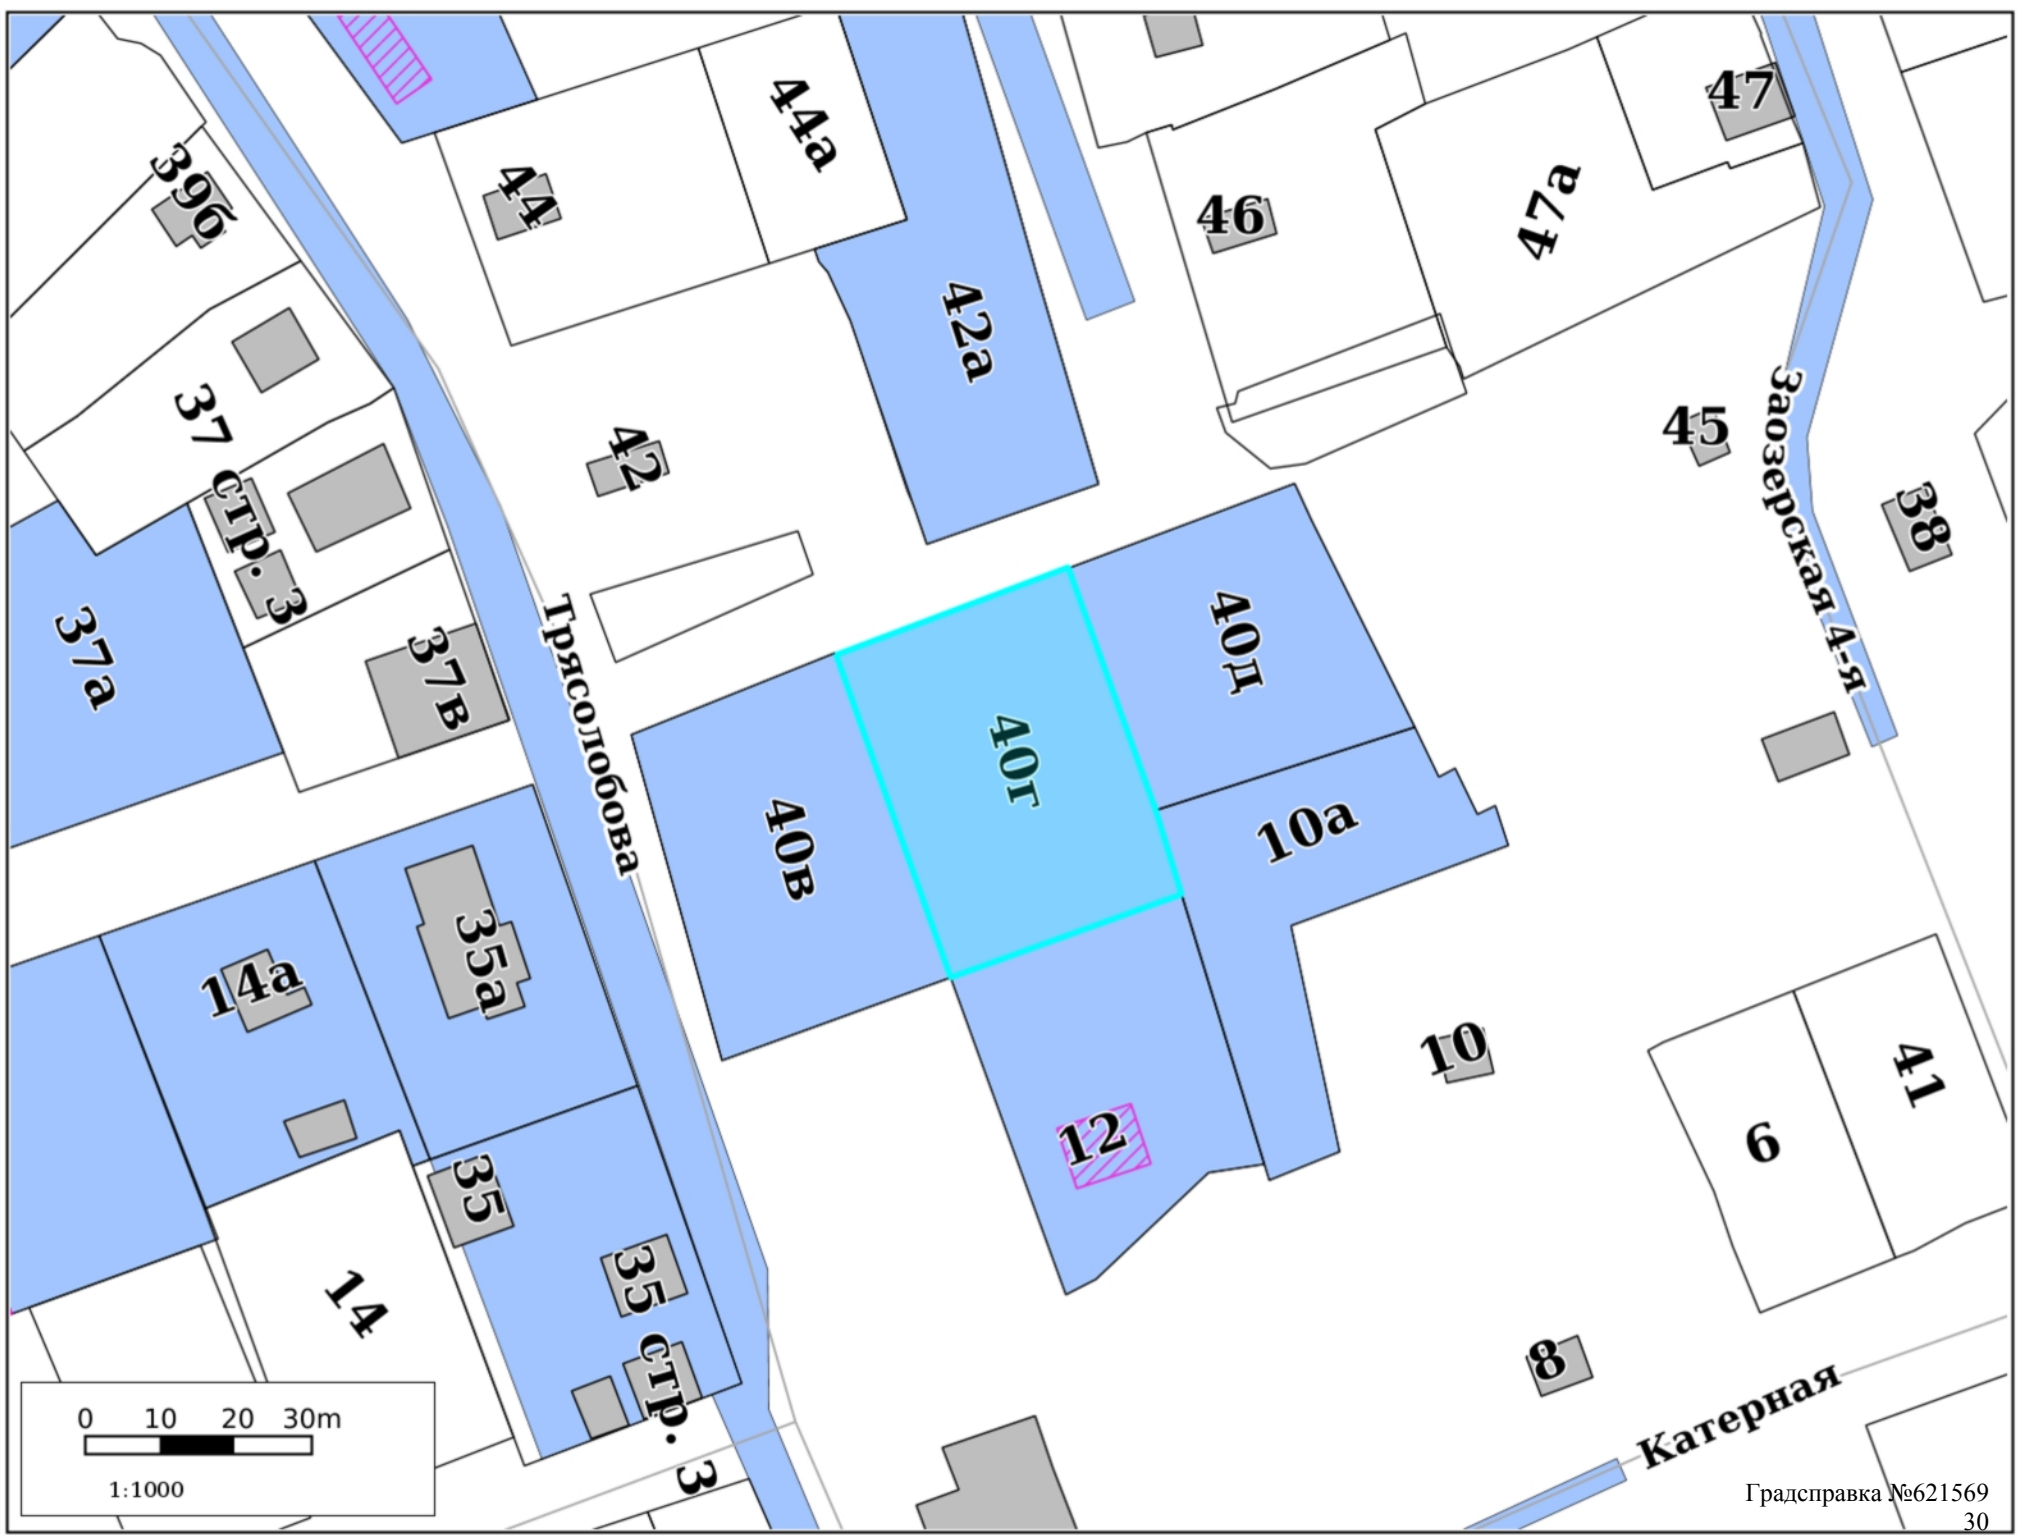 47
44а
39б
44
46
47а
42а
37
42
45
Заозерская 4-я
38
стр. 3
37а
37в
Трясолобова
40д
40г
40в
10а
35а
14а
10
41
6
12
35
14
35 стр. 3
8
Катерная
0 10 20 30m
1:1000
Градсправка №621569
30